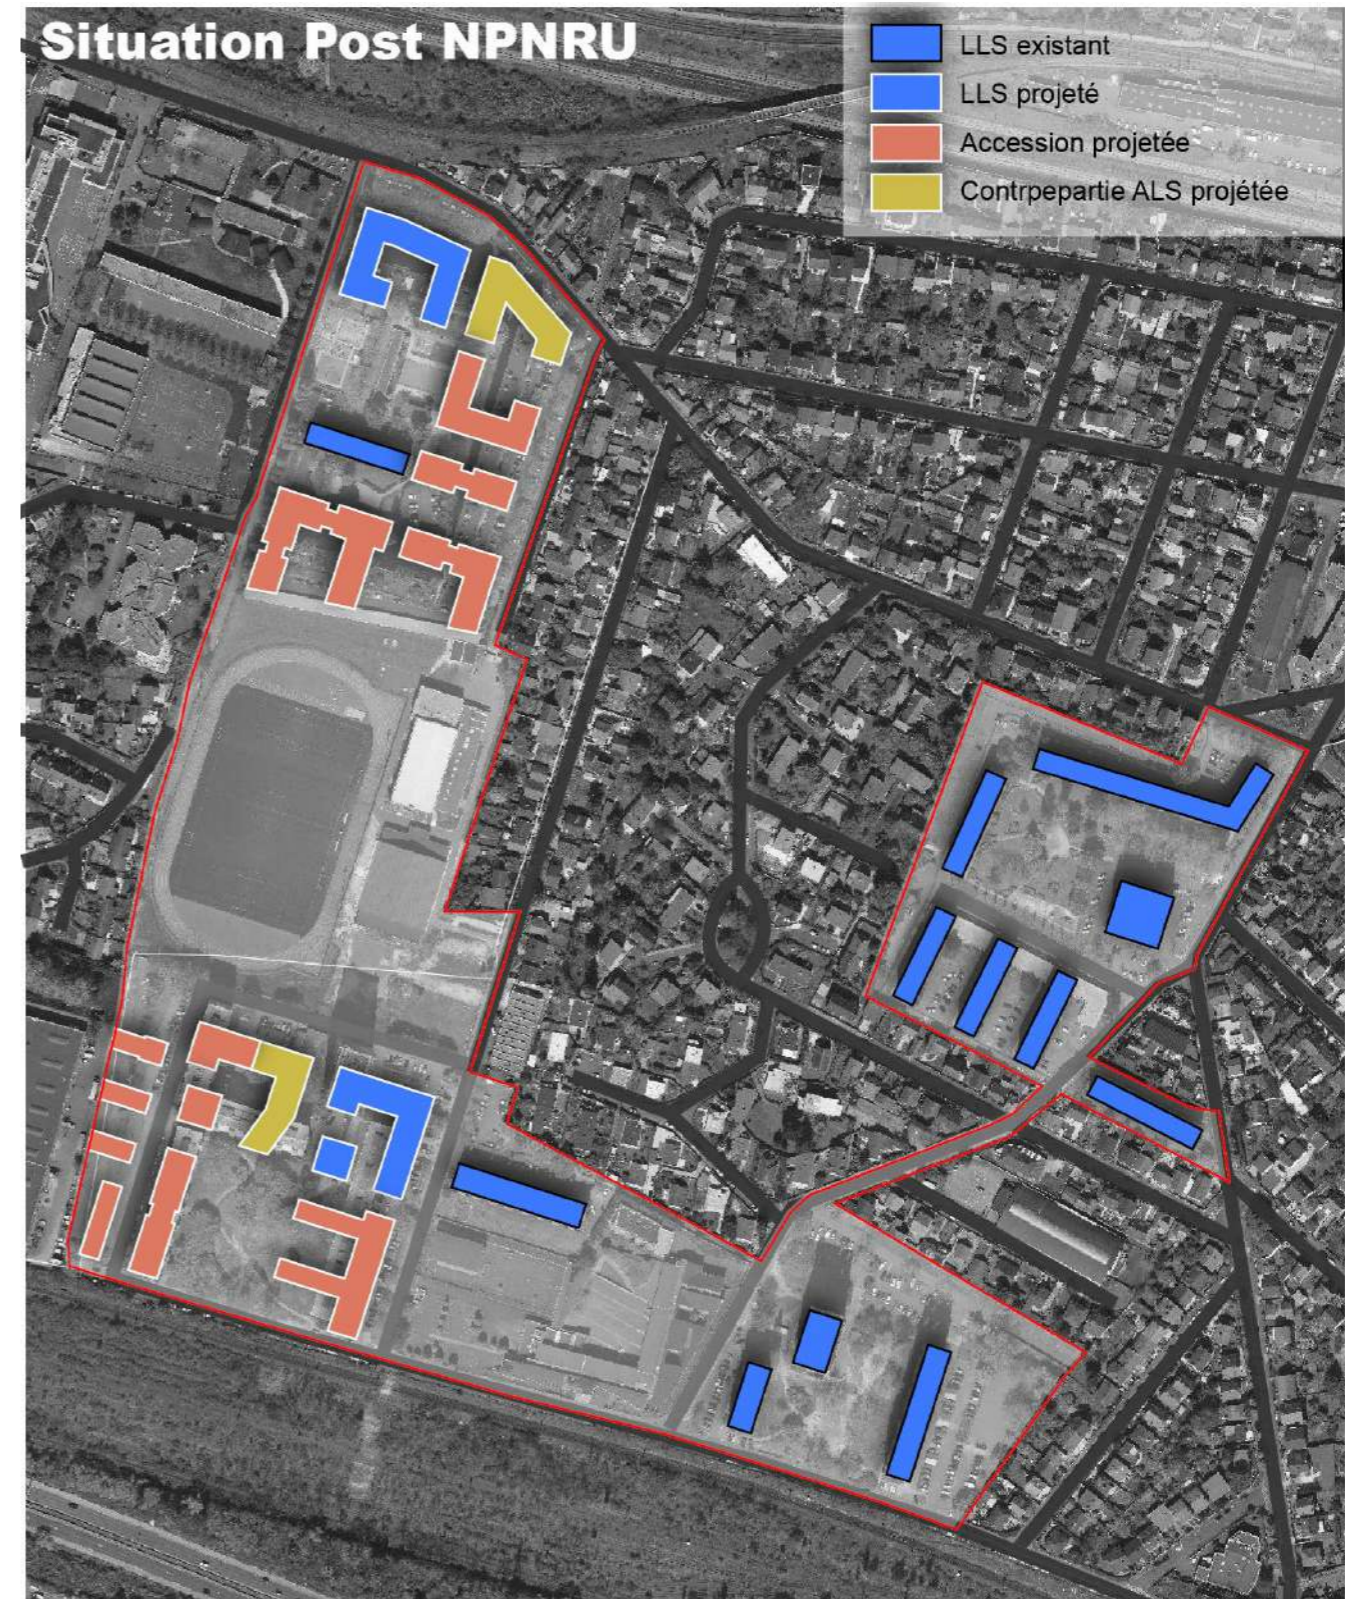 Situation Post NPNRU
LLS existant
LLS projeté
Accession projetée
Contrpepartie ALS projétée